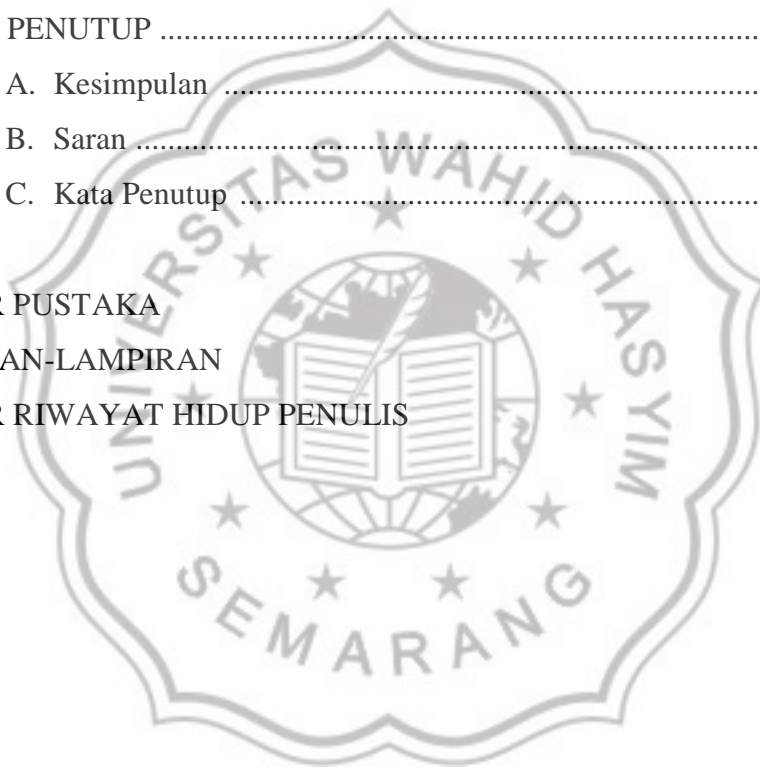 PENUTUP ................................................................................
A. Kesimpulan ....................................................................
B. Saran ...............................................................................
C. Kata Penutup ..................................................................
R PUSTAKA
AN-LAMPIRAN
R RIWAYAT HIDUP PENULIS
UNIVERSITAS WAHID HASYIM
SEMARANG